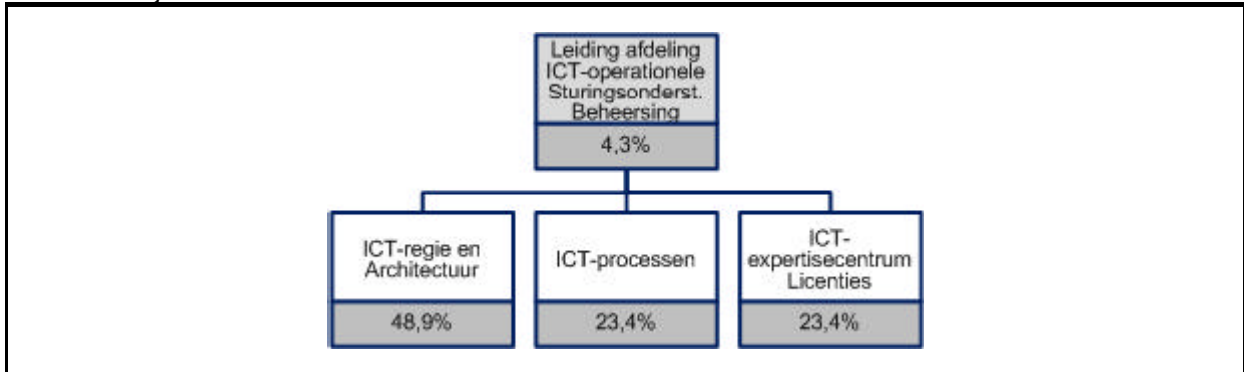 Leiding afdeling
ICT-operationele
Sturingsonderst.
Beheersing
4,3%
ICT-regie en
Architectuur
48,9%
ICT-processen
23,4%
ICT-
expertisecentrum
Licenties
23,4%